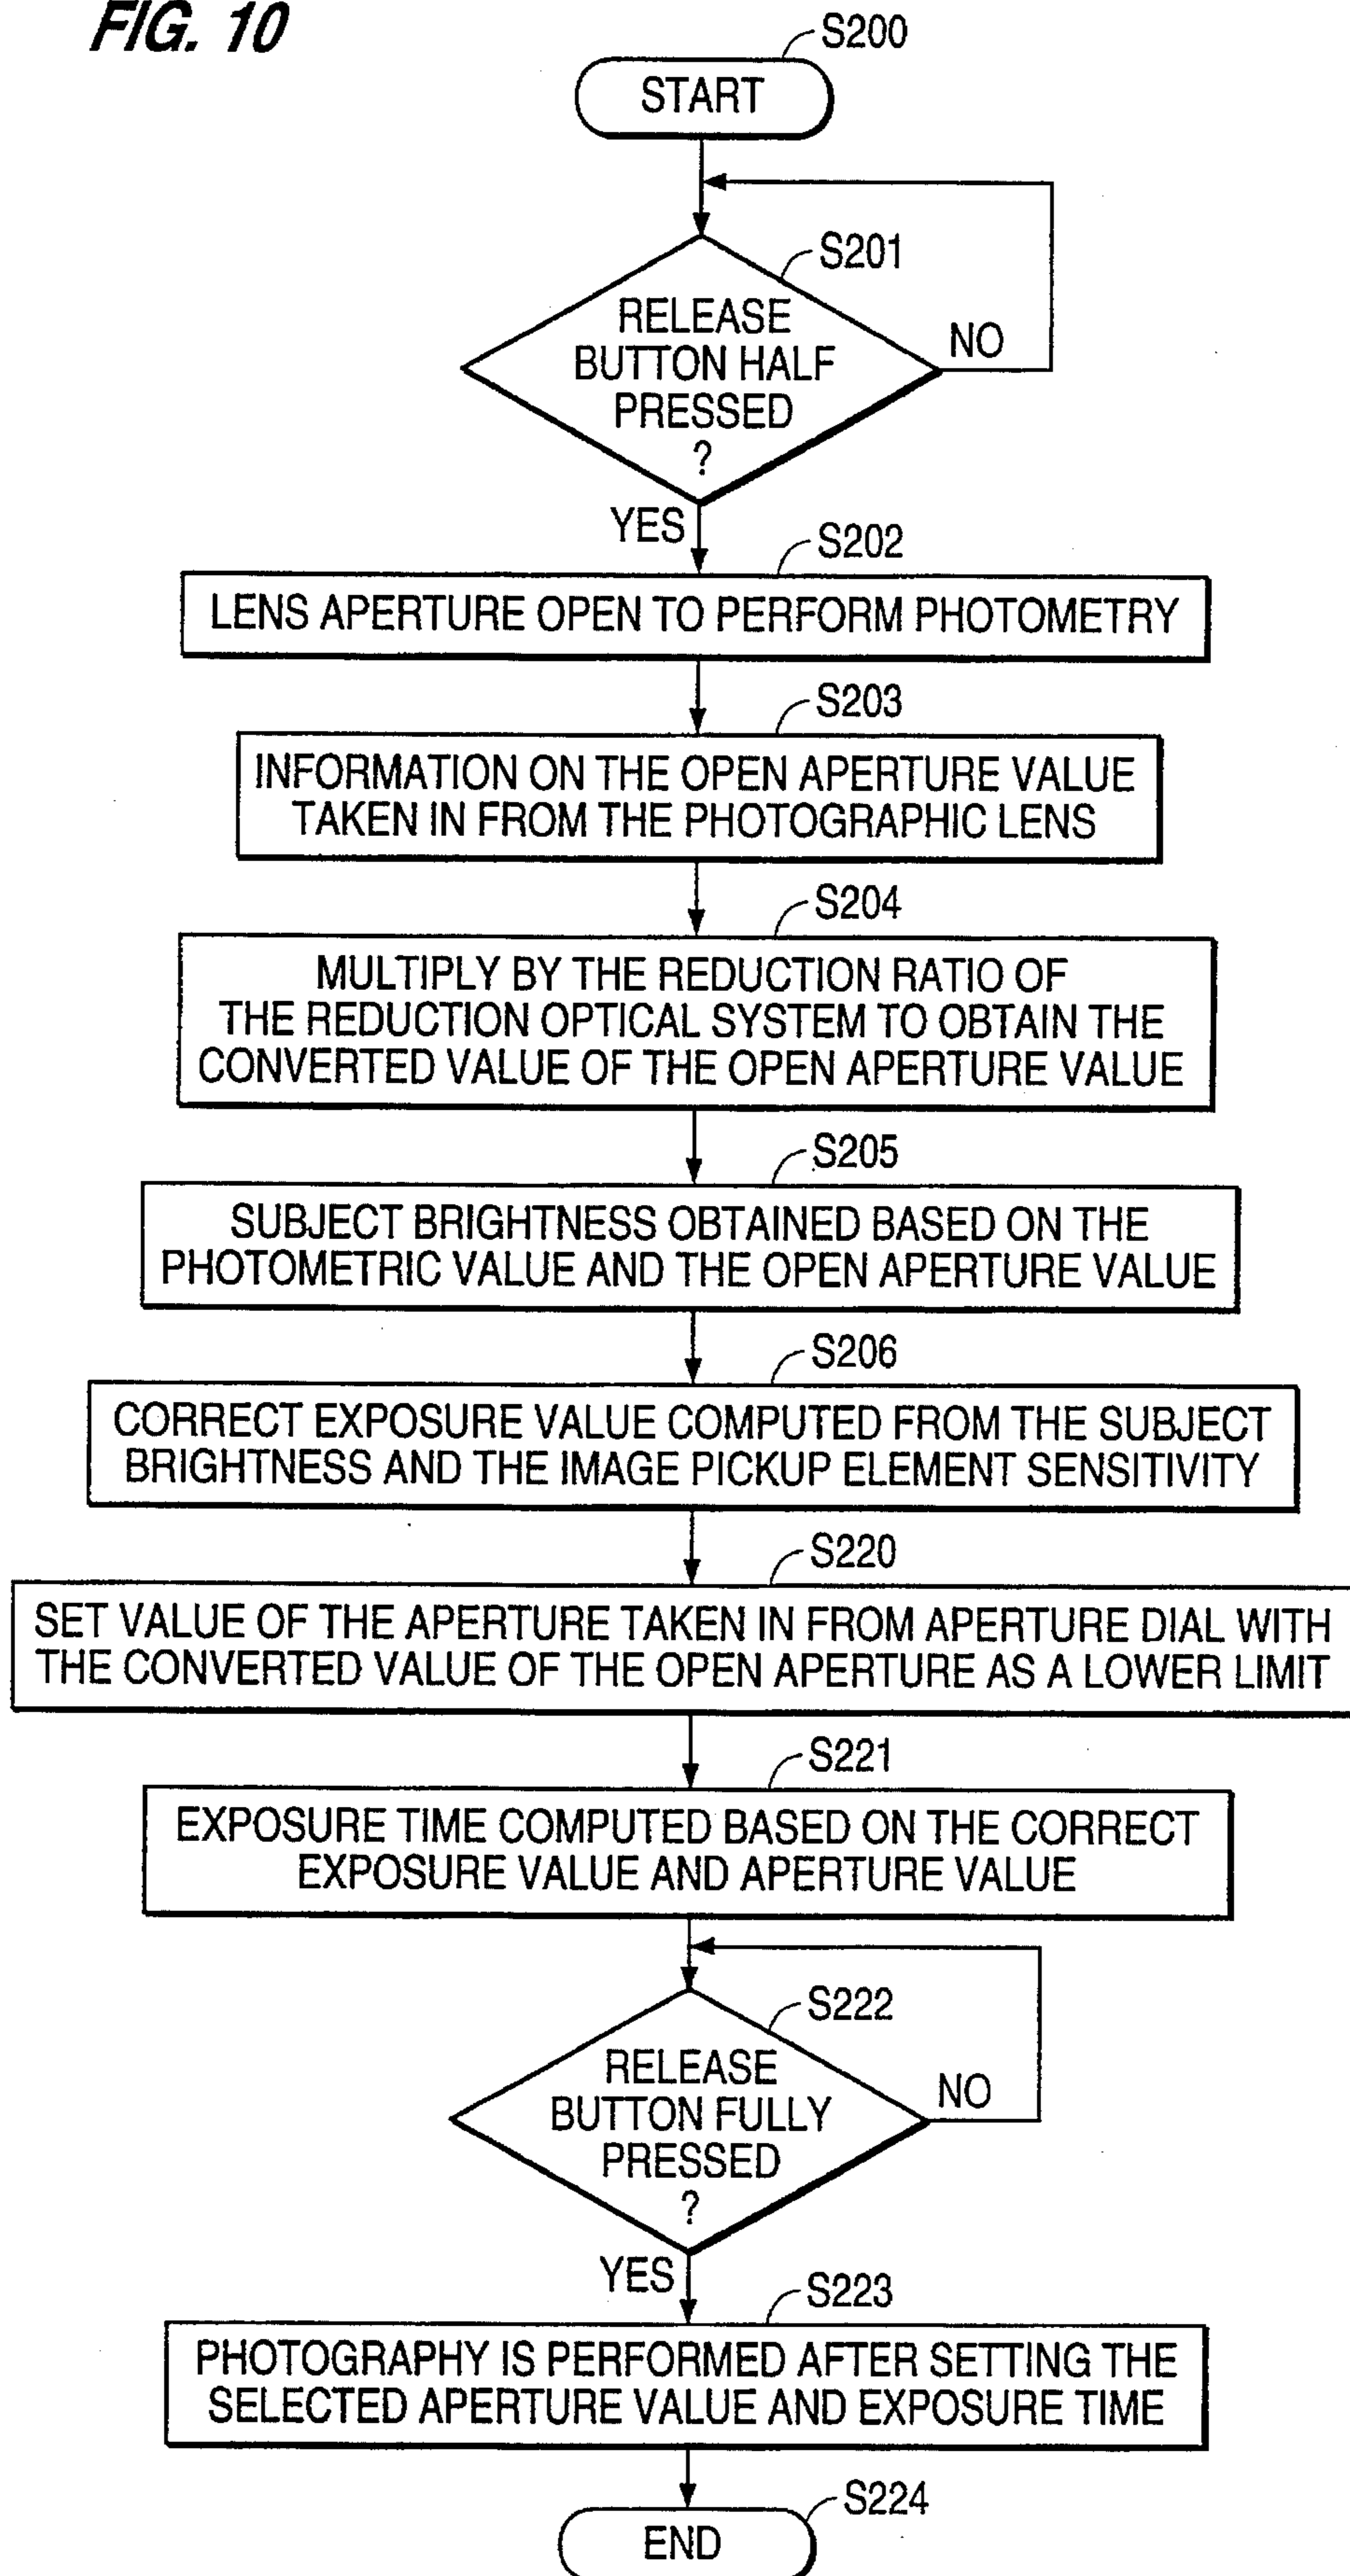 FIG. 10
S200
START
S201
RELEASE
BUTTON HALF
PRESSED
?
NO
YES
S202
LENS APERTURE OPEN TO PERFORM PHOTOMETRY
S203
INFORMATION ON THE OPEN APERTURE VALUE
TAKEN IN FROM THE PHOTOGRAPHIC LENS
S204
MULTIPLY BY THE REDUCTION RATIO OF
THE REDUCTION OPTICAL SYSTEM TO OBTAIN THE
CONVERTED VALUE OF THE OPEN APERTURE VALUE
S205
SUBJECT BRIGHTNESS OBTAINED BASED ON THE
PHOTOMETRIC VALUE AND THE OPEN APERTURE VALUE
S206
CORRECT EXPOSURE VALUE COMPUTED FROM THE SUBJECT
BRIGHTNESS AND THE IMAGE PICKUP ELEMENT SENSITIVITY
S220
SET VALUE OF THE APERTURE TAKEN IN FROM APERTURE DIAL WITH
THE CONVERTED VALUE OF THE OPEN APERTURE AS A LOWER LIMIT
S221
EXPOSURE TIME COMPUTED BASED ON THE CORRECT
EXPOSURE VALUE AND APERTURE VALUE
S222
RELEASE
BUTTON FULLY
PRESSED
?
NO
YES
S223
PHOTOGRAPHY IS PERFORMED AFTER SETTING THE
SELECTED APERTURE VALUE AND EXPOSURE TIME
S224
END